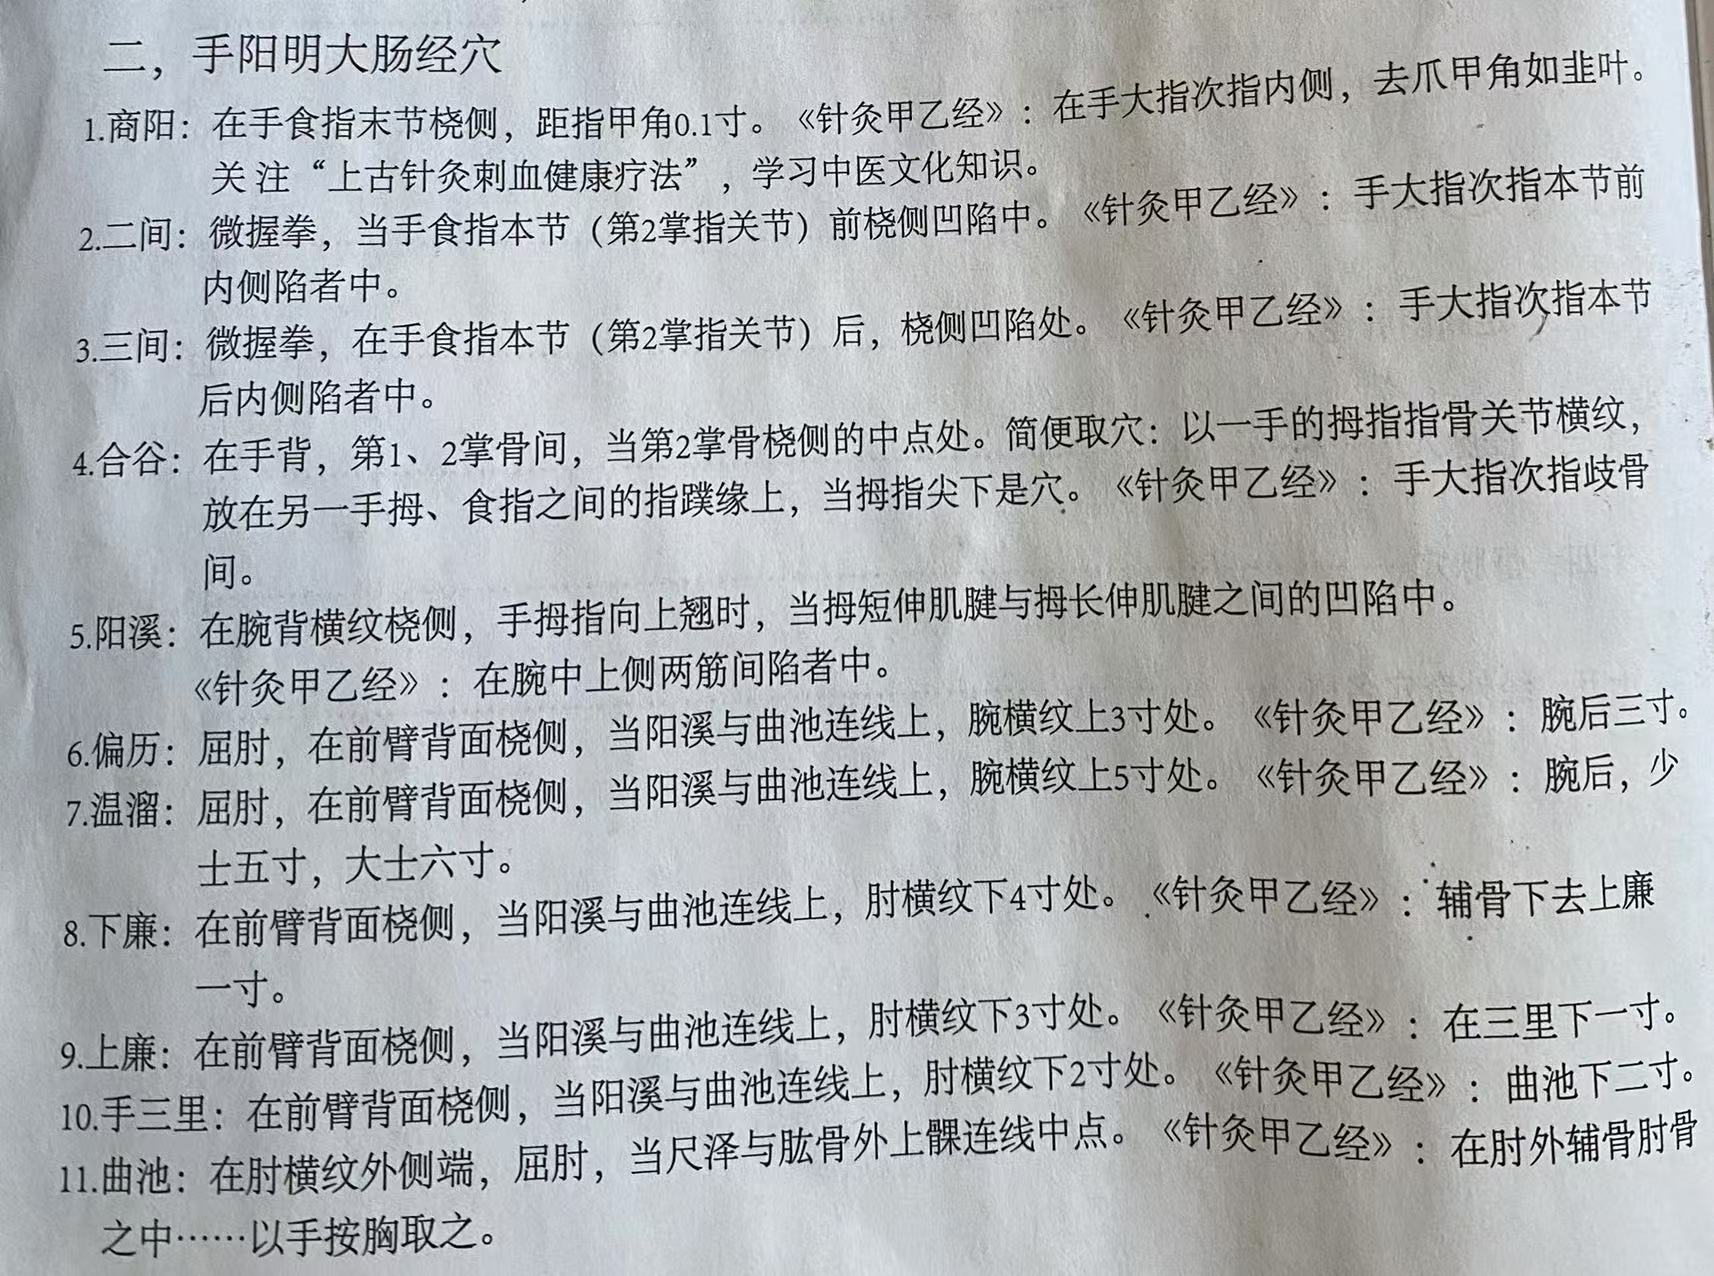 二，手阳明大肠经穴
1.商阳：在手食指末节桡侧，距指甲角0.1寸。《针灸甲乙经》：在手大指次指内侧，去爪甲角如韭叶。
关 注“上古针灸刺血健康疗法”，学习中医文化知识。
2.二间：微握拳，当手食指本节（第2掌指关节）前桡侧凹陷中。《针灸甲乙经》：手大指次指本节前
内侧陷者中。
3.三间：微握拳，在手食指本节（第2掌指关节）后，桡侧凹陷处。《针灸甲乙经》：手大指次指本节
后内侧陷者中。
4.合谷：在手背，第1、2掌骨间，当第2掌骨桡侧的中点处。简便取穴：以一手的拇指指骨关节横纹，
放在另一手拇、食指之间的指蹼缘上，当拇指尖下是穴。《针灸甲乙经》：手大指次指歧骨
间。
5.阳溪：在腕背横纹桡侧，手拇指向上翘时，当拇短伸肌腱与拇长伸肌腱之间的凹陷中。
《针灸甲乙经》：在腕中上侧两筋间陷者中。
6.偏历：屈肘，在前臂背面桡侧，当阳溪与曲池连线上，腕横纹上3寸处。《针灸甲乙经》：腕后三寸。
7.温溜：屈肘，在前臂背面桡侧，当阳溪与曲池连线上，腕横纹上5寸处。《针灸甲乙经》：腕后，少
士五寸，大士六寸。
8.下廉：在前臂背面桡侧，当阳溪与曲池连线上，肘横纹下4寸处。《针灸甲乙经》：辅骨下去上廉
一寸。
9.上廉：在前臂背面桡侧，当阳溪与曲池连线上，肘横纹下3寸处。《针灸甲乙经》：在三里下一寸。
10.手三里：在前臂背面桡侧，当阳溪与曲池连线上，肘横纹下2寸处。《针灸甲乙经》：曲池下二寸。
11.曲池：在肘横纹外侧端，屈肘，当尺泽与肱骨外上髁连线中点。《针灸甲乙经》：在肘外辅骨肘骨
之中……以手按胸取之。